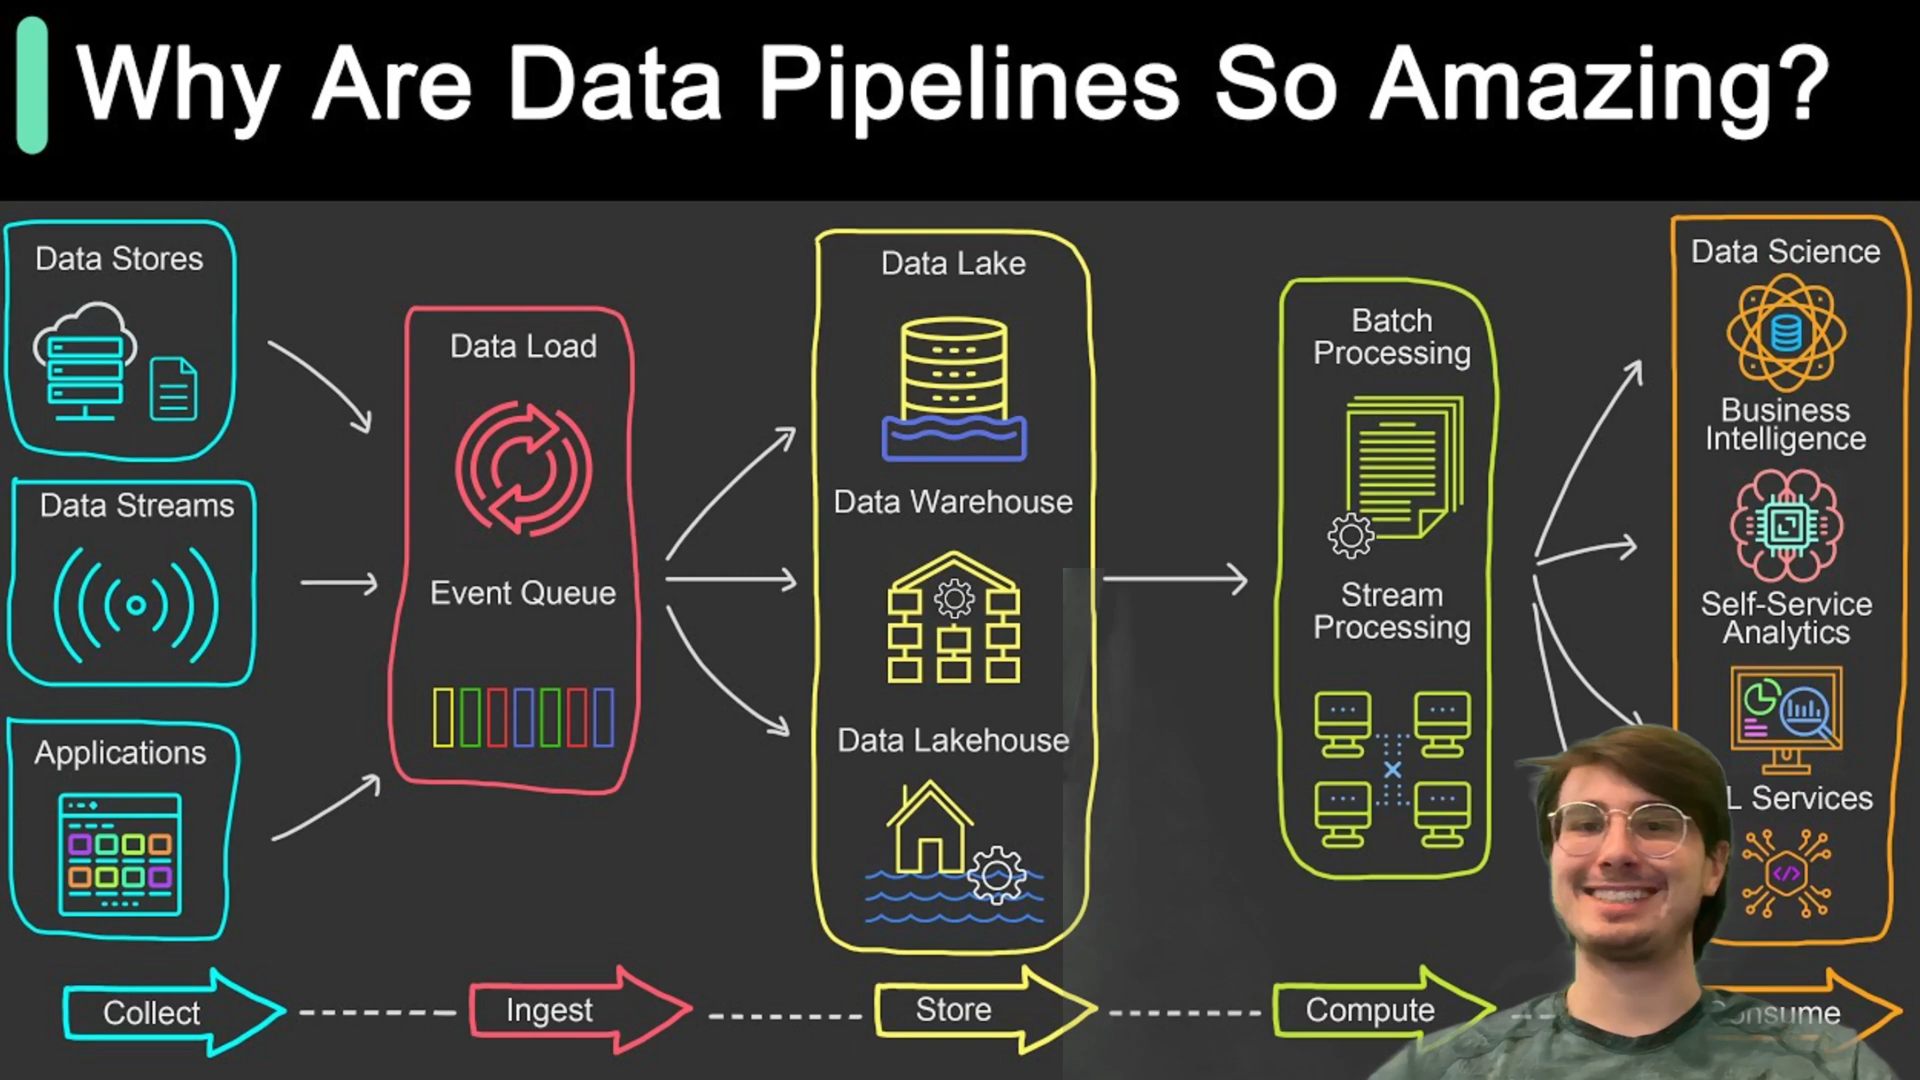 Why Are Data Pipelines So Amazing?
Data Stores
Data Streams
Applications
Data Load
Event Queue
Data Lake
Data Warehouse
Data Lakehouse
Batch
Processing
Stream
Processing
Data Science
Business
Intelligence
Self-Service
Analytics
L Services
Collect
Ingest
Store
Compute
onsume